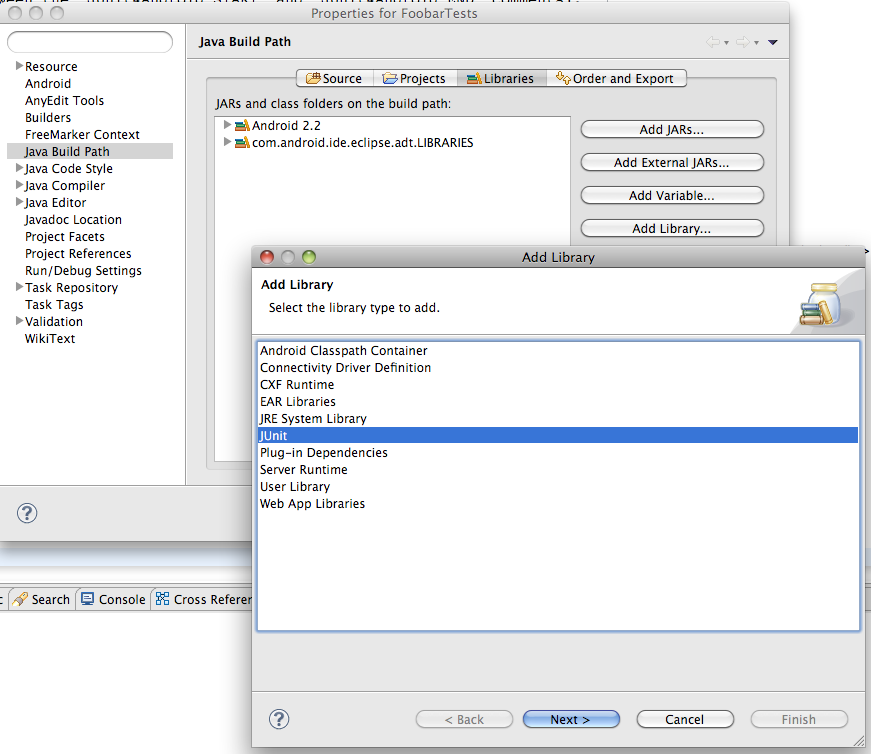 Properties for FoobarTests
Java Build Path
Resource
Android
AnyEdit Tools
Builders
FreeMarker Context
Java Build Path
Java Code Style
Java Compiler
Java Editor
Javadoc Location
Project Facets
Project References
Run/Debug Settings
Task Repository
Task Tags
Validation
WikiText
Source
Projects
Libraries
Order and Export
JARs and class folders on the build path:
Android 2.2
com.android.ide.eclipse.adt.LIBRARIES
Add JARs...
Add External JARs...
Add Variable...
Add Library...
Add Library
Add Library
Select the library type to add.
Android Classpath Container
Connectivity Driver Definition
CXF Runtime
EAR Libraries
JRE System Library
JUnit
Plug-in Dependencies
Server Runtime
User Library
Web App Libraries
?
< Back
Next >
Cancel
Finish
?
Search
Console
Cross Referen